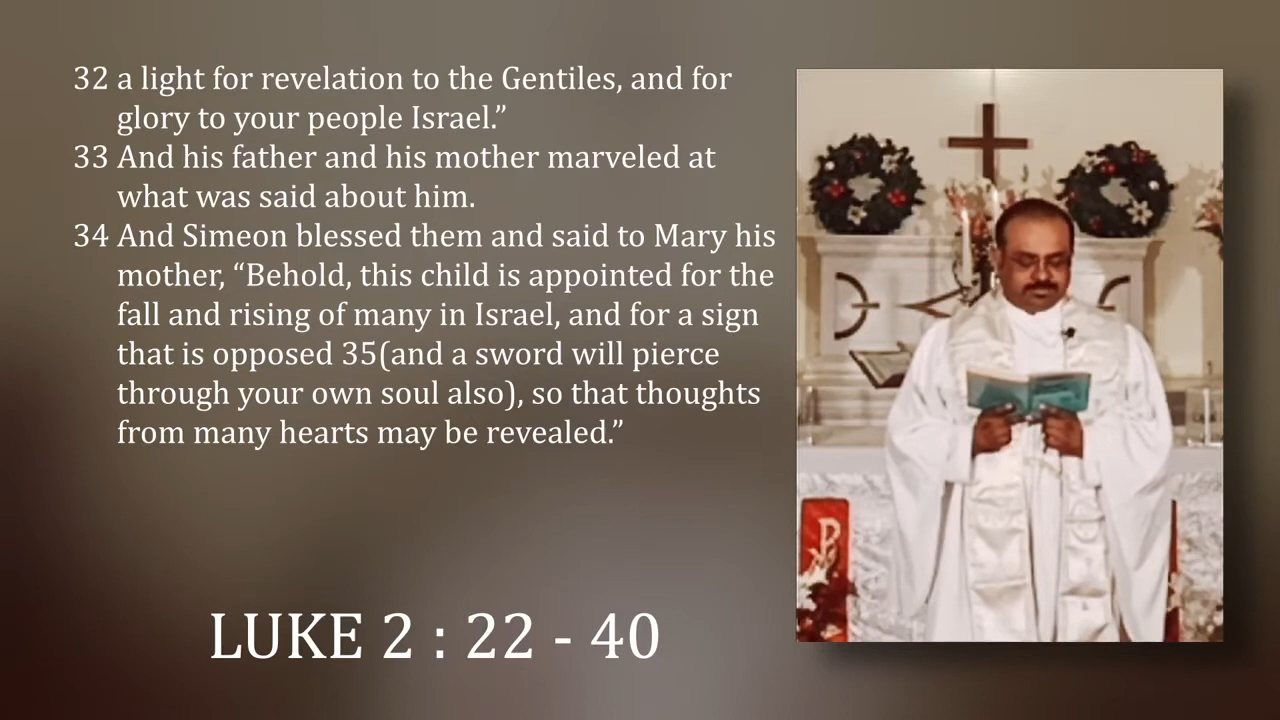 32 a light for revelation to the Gentiles, and for
glory to your people Israel.”
33 And his father and his mother marveled at
what was said about him.
34 And Simeon blessed them and said to Mary his
mother, “Behold, this child is appointed for the
fall and rising of many in Israel, and for a sign
that is opposed 35(and a sword will pierce
through your own soul also), so that thoughts
from many hearts may be revealed.”
LUKE 2 : 22 - 40